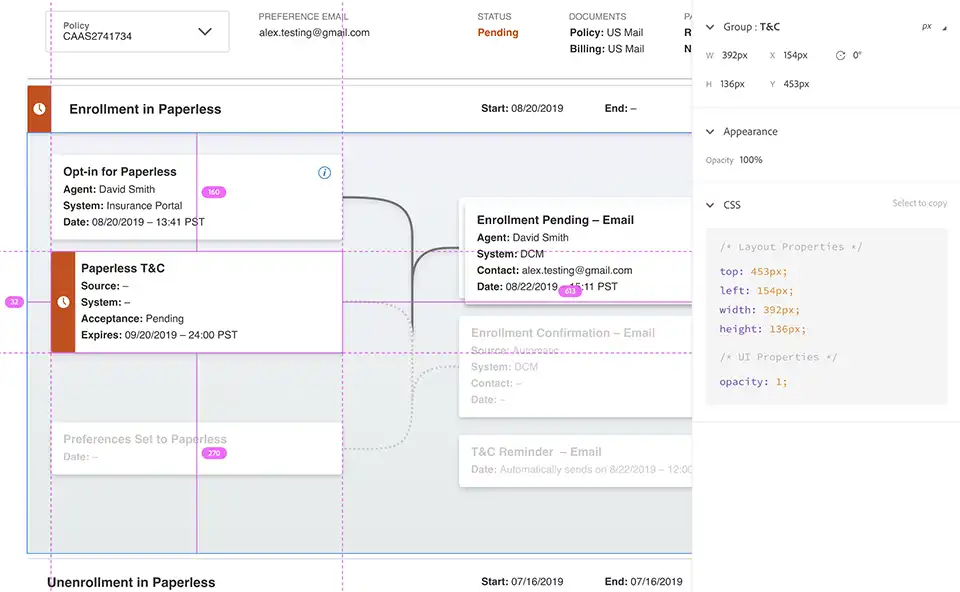 Policy
CAAS2741734
PREFERENCE EMAIL
alex.testing@gmail.com
STATUS
Pending
DOCUMENTS
Policy: US Mail
Billing: US Mail
Enrollment in Paperless
Start: 08/20/2019
End: –
Opt-in for Paperless
Agent: David Smith
System: Insurance Portal
Date: 08/20/2019 – 13:41 PST
160
Enrollment Pending – Email
Agent: David Smith
System: DCM
Contact: alex.testing@gmail.com
Date: 08/22/2019 – 15:11 PST
613
32
Paperless T&C
Source: –
System: –
Acceptance: Pending
Expires: 09/20/2019 – 24:00 PST
Enrollment Confirmation – Email
Source: Automatic
System: DCM
Contact: –
Date: –
Preferences Set to Paperless
Date: –
270
T&C Reminder – Email
Date: Automatically sends on 8/22/2019 – 12:00
Unenrollment in Paperless
Start: 07/16/2019
End: 07/16/2019
Group : T&C
px
W 392px X 154px 0°
H 136px Y 453px
Appearance
Opacity 100%
CSS
Select to copy
/* Layout Properties */
top: 453px;
left: 154px;
width: 392px;
height: 136px;
/* UI Properties */
opacity: 1;